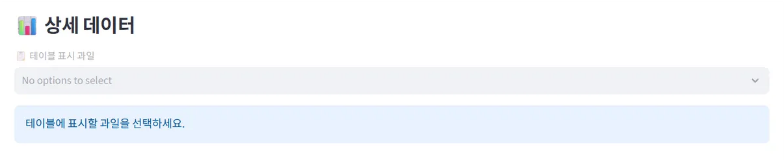 상세 데이터
테이블 표시 과일
No options to select
테이블에 표시할 과일을 선택하세요.